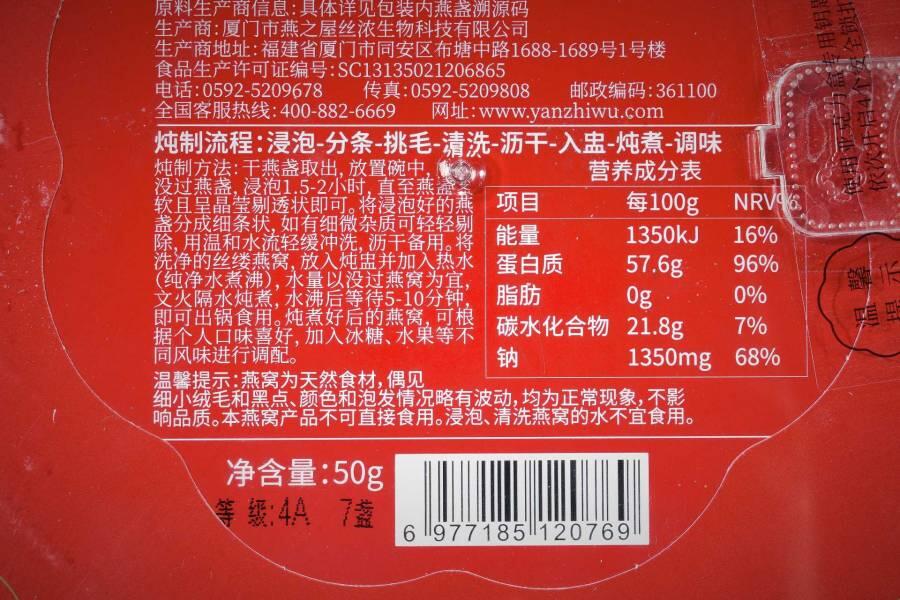 原料生产商信息:具体详见包装内燕盏溯源码
生产商:厦门市燕之屋丝浓生物科技有限公司
生产商地址:福建省厦门市同安区布塘中路1688-1689号1号楼
食品生产许可证编号:SC13135021206865
电话:0592-5209678 传真:0592-5209808 邮政编码:361100
全国客服热线:400-882-6669 网址:www.yanzhiwu.com
炖制流程:浸泡-分条-挑毛-清洗-沥干-入盅-炖煮-调味
炖制方法:干燕盏取出,放置碗中,
没过燕盏,浸泡1.5-2小时,直至燕盏变
软且呈晶莹剔透状即可。将浸泡好的燕
盏分成细条状,如有细微杂质可轻轻剔
除,用温和水流轻缓冲洗,沥干备用。将
洗净的丝缕燕窝,放入炖盅并加入热水
(纯净水煮沸),水量以没过燕窝为宜,
文火隔水炖煮,水沸后等待5-10分钟,
即可出锅食用。炖煮好后的燕窝,可根
据个人口味喜好,加入冰糖、水果等不
同风味进行调配。
营养成分表
项目 每100g NRV%
能量 1350kJ 16%
蛋白质 57.6g 96%
脂肪 0g 0%
碳水化合物 21.8g 7%
钠 1350mg 68%
温馨提示:燕窝为天然食材,偶见
细小绒毛和黑点、颜色和泡发情况略有波动,均为正常现象,不影
响品质。本燕窝产品不可直接食用。浸泡、清洗燕窝的水不宜食用。
净含量:50g
等 级:4A 7盏
6 977185 120769
温馨
提示